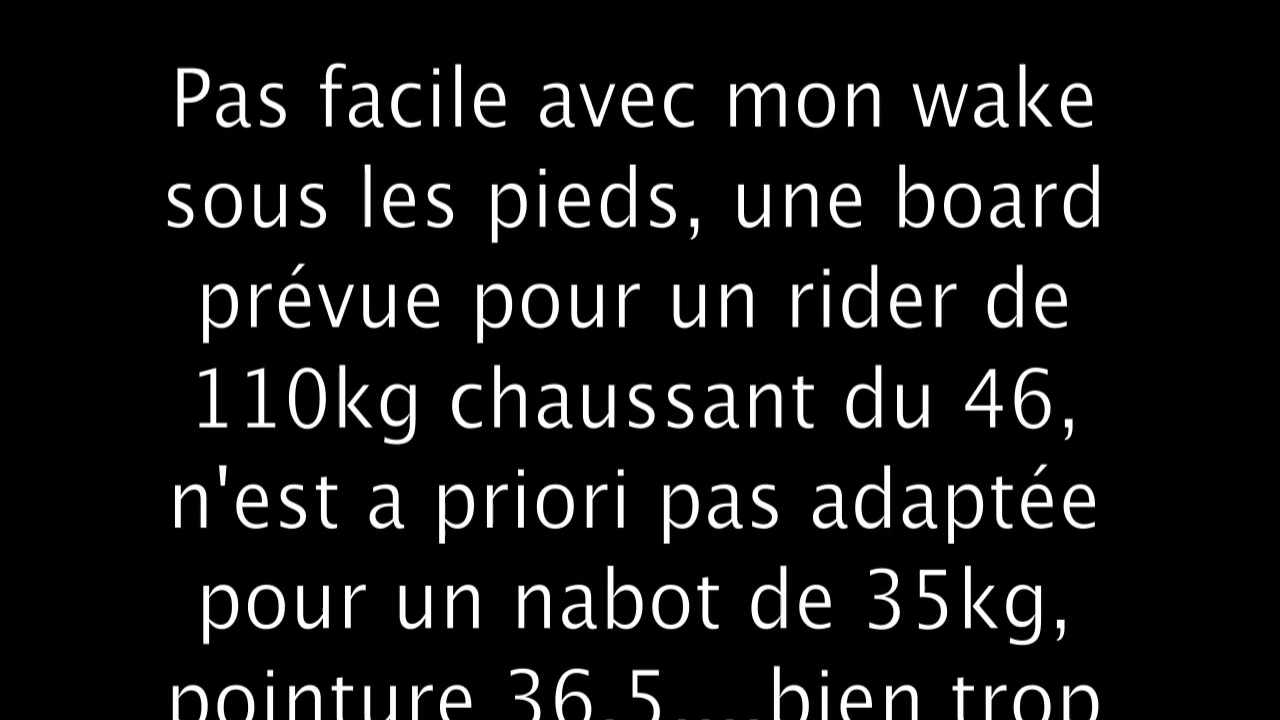 Pas facile avec mon wake
sous les pieds, une board
prévue pour un rider de
110kg chaussant du 46,
n'est a priori pas adaptée
pour un nabot de 35kg,
pointure 36.5....bien trop